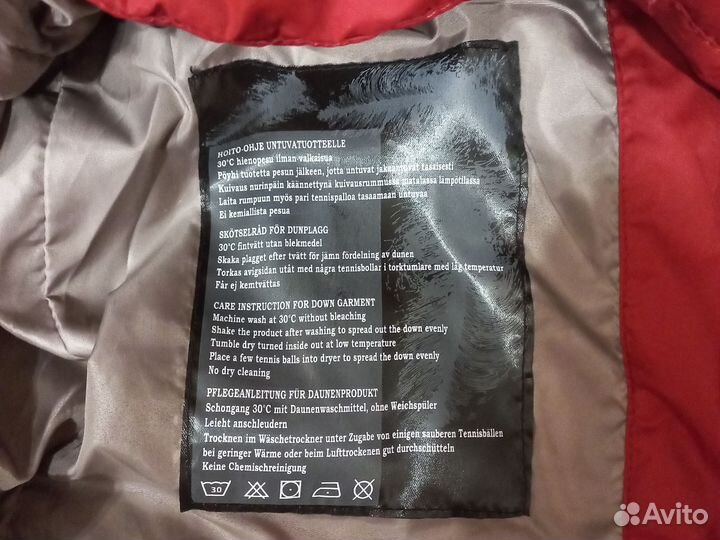 HOITO-OHJE UNTUVATUOTTEELLE
30°C hienopesu ilman valkaisua
Pöyhi tuotetta pesun jälkeen, jotta untuvat jakaantuvat tasaisesti
Kuivaus nurinpäin käännettynä kuivausrummussa matalassa lämpötilassa
Laita rumpuun myös pari tennispalloa tasaamaan untuvaa
Ei kemiallista pesua
SKÖTSELRÅD FÖR DUNPLAGG
30°C fintvätt utan blekmedel
Skaka plagget efter tvätt för jämn fördelning av dunen
Torkas avigsidan utåt med några tennisbollar i torktumlare med låg temperatur
Får ej kemtvättas
CARE INSTRUCTION FOR DOWN GARMENT
Machine wash at 30°C without bleaching
Shake the product after washing to spread out the down evenly
Tumble dry turned inside out at low temperature
Place a few tennis balls into dryer to spread the down evenly
No dry cleaning
PFLEGEANLEITUNG FÜR DAUNENPRODUKT
Schongang 30°C mit Daunenwaschmittel, ohne Weichspüler
Leicht anschleudern
Trocknen im Wäschetrockner unter Zugabe von einigen sauberen Tennisbällen
bei geringer Wärme oder beim Lufttrockenen gut durchschütteln
Keine Chemischreinigung
30
Avito